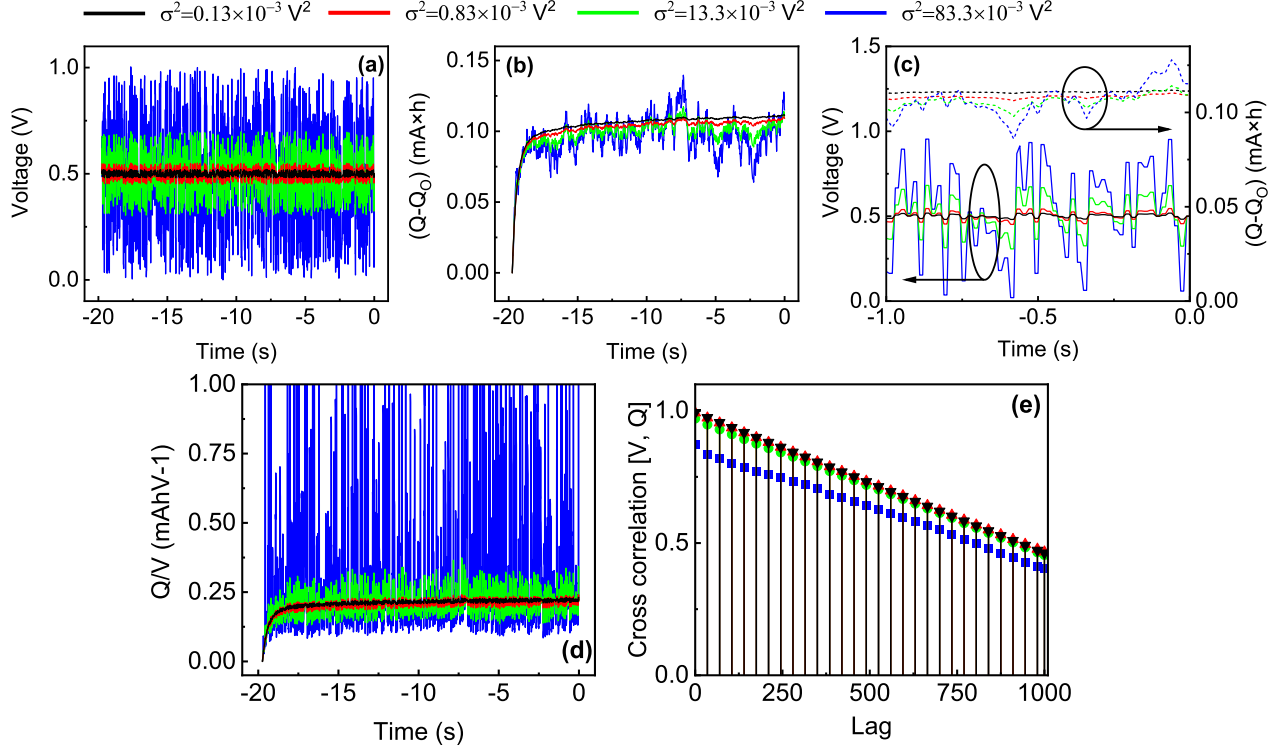 σ²=0.13×10⁻³ V² σ²=0.83×10⁻³ V² σ²=13.3×10⁻³ V² σ²=83.3×10⁻³ V²
(a)
Voltage (V)
1.0
0.5
0.0
-20 -15 -10 -5 0
Time (s)
(b)
(Q-Q_O) (mA×h)
0.10
0.05
0.00
-20 -15 -10 -5 0
Time (s)
(c)
Voltage (V)
1.5
1.0
0.5
1.5
(Q-Q_O) (mA×h)
0.10
0.05
0.00
-1.0 -0.5 0.0
Time (s)
(d)
Q/V (mAhV-1)
1.00
0.75
0.50
0.25
0.00
-20 -15 -10 -5 0
Time (s)
(e)
Cross correlation [V, Q]
1.0
0.5
0.0
0 250 500 750 1000
Lag